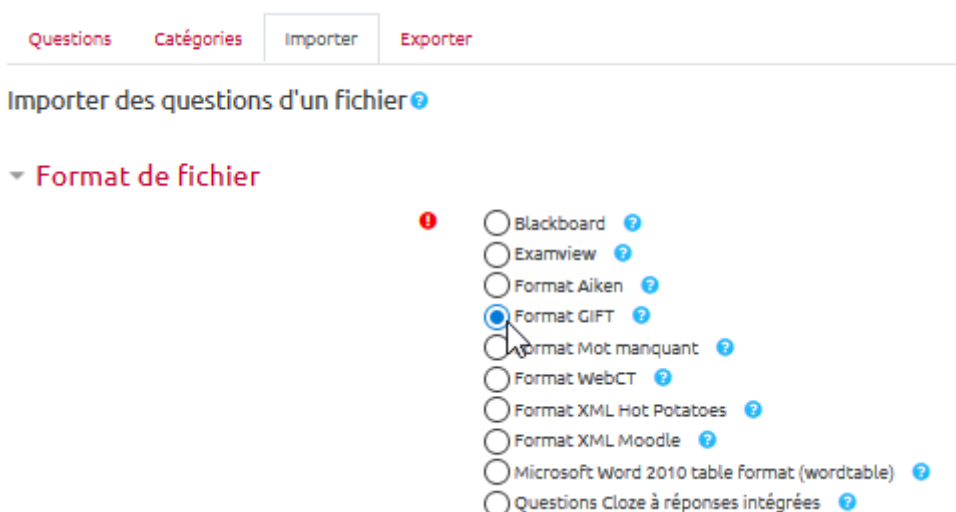 Questions Catégories Importer Exporter
Importer des questions d'un fichier
Format de fichier
Blackboard
Examview
Format Aiken
Format GIFT
Format Mot manquant
Format WebCT
Format XML Hot Potatoes
Format XML Moodle
Microsoft Word 2010 table format (wordtable)
Questions Cloze à réponses intégrées